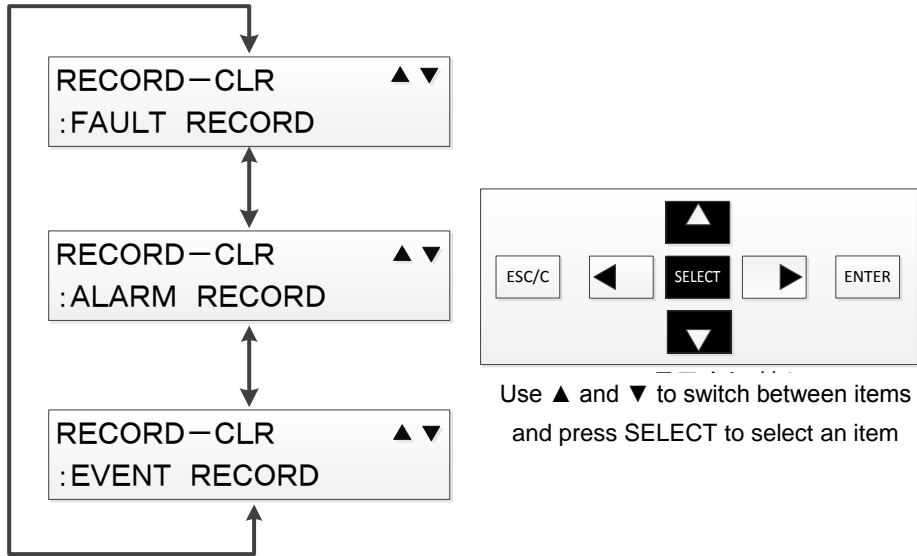 RECORD－CLR ▲ ▼
:FAULT RECORD
RECORD－CLR ▲ ▼
:ALARM RECORD
RECORD－CLR ▲ ▼
:EVENT RECORD
ESC/C ◀ SELECT ▶ ENTER
Use ▲ and ▼ to switch between items
and press SELECT to select an item